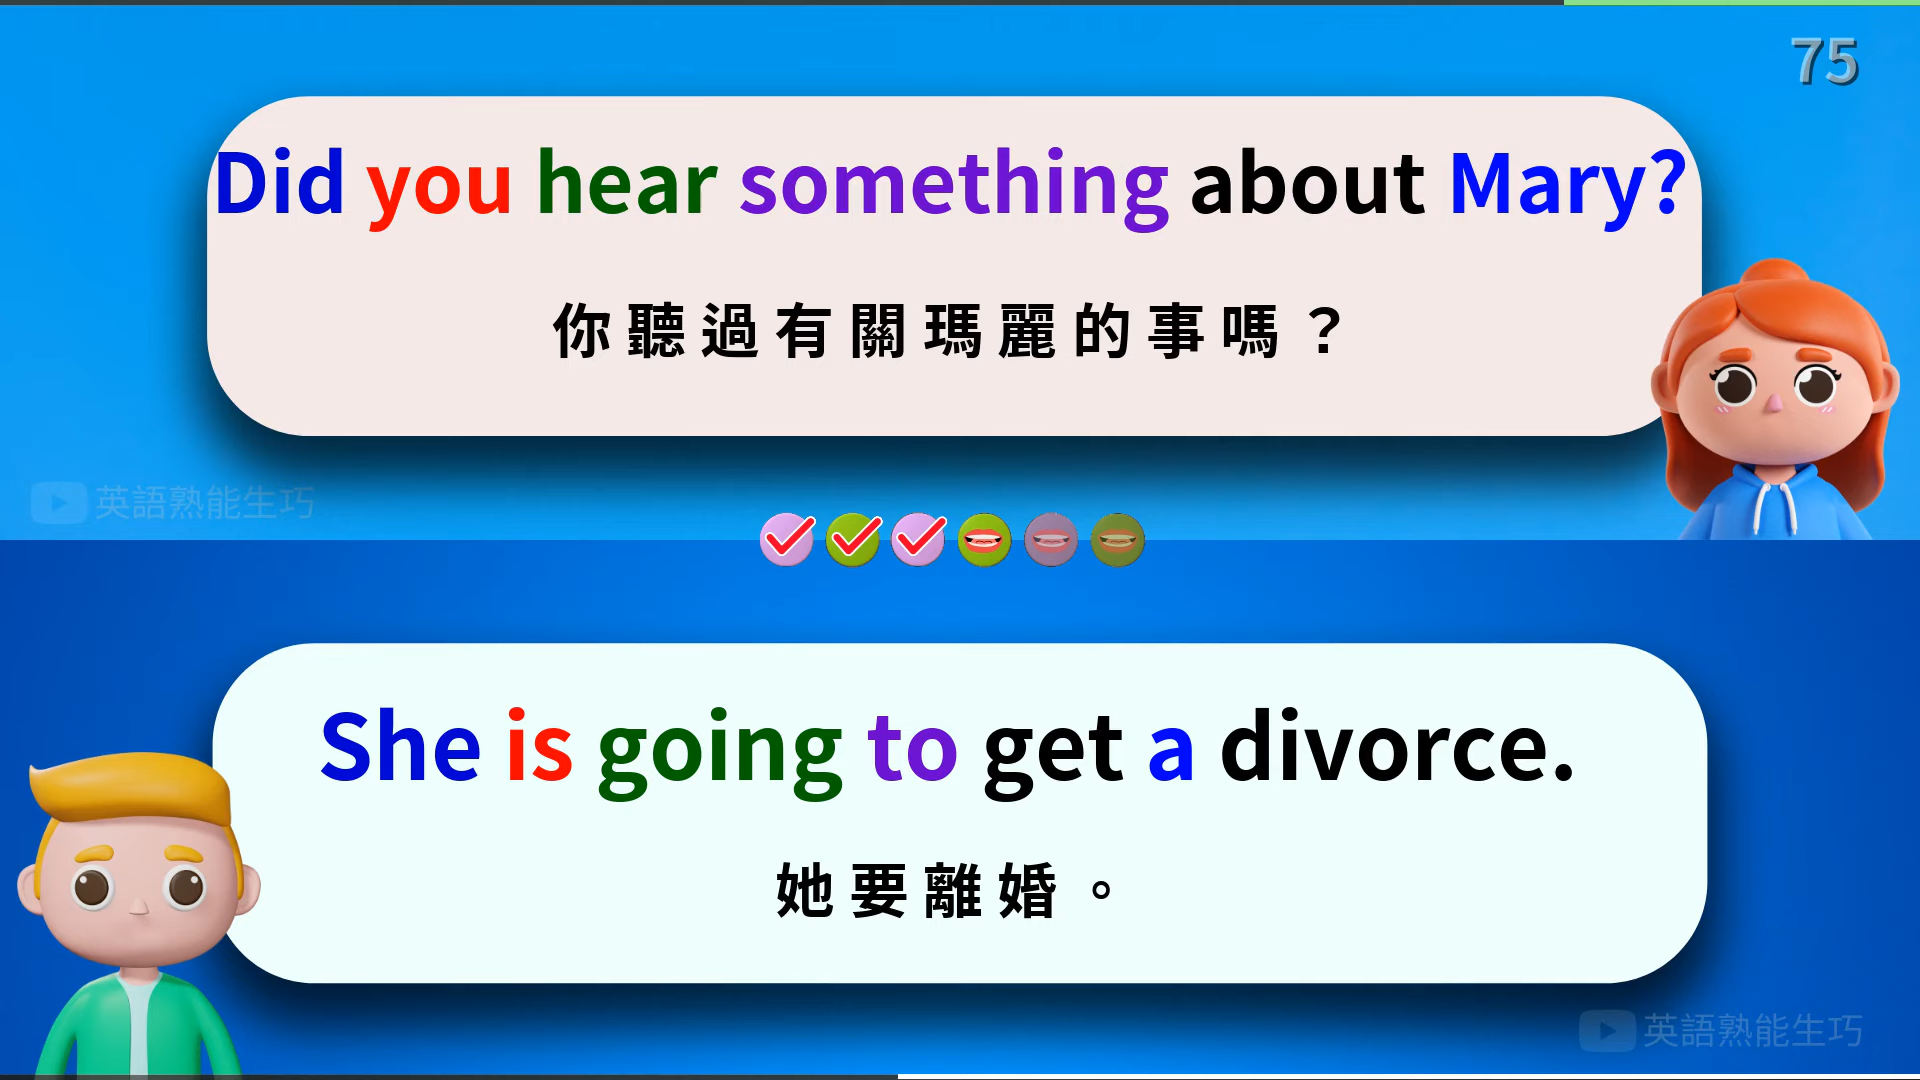 75
Did you hear something about Mary?
你聽過有關瑪麗的事嗎？
英語熟能生巧
She is going to get a divorce.
她要離婚。
英語熟能生巧